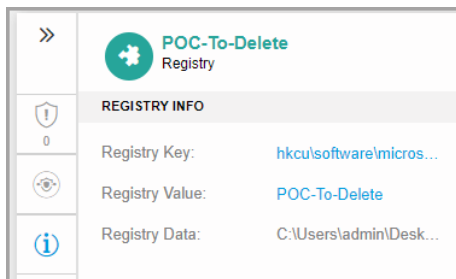 »
POC-To-Delete
Registry
REGISTRY INFO
0
Registry Key: hkcu\software\micros...
Registry Value: POC-To-Delete
Registry Data: C:\Users\admin\Desk...